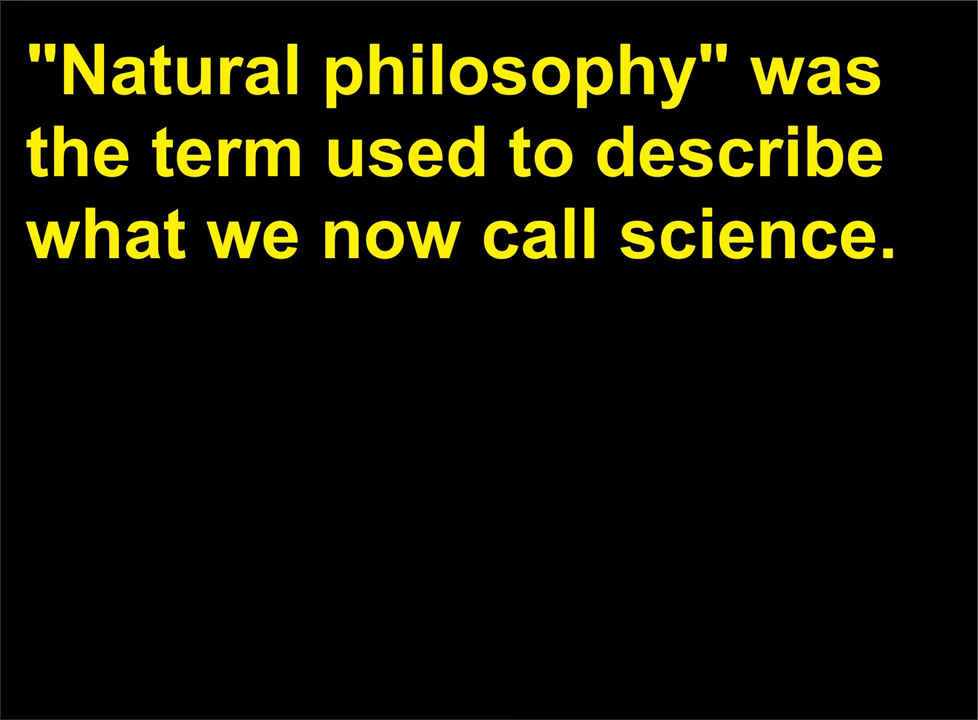 "Natural philosophy" was
the term used to describe
what we now call science.